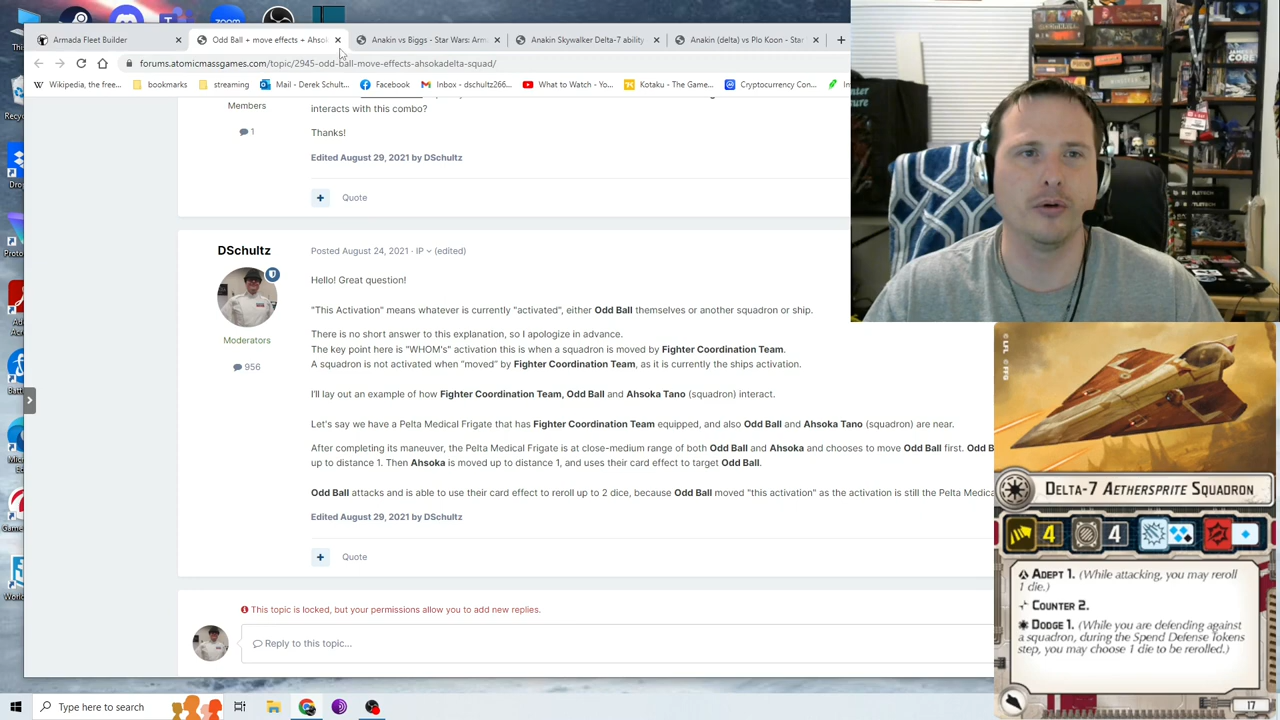 Armada Fleet Builder
Odd Ball + move effects + Ahso
ings - Star Wars: Arm
Anakin Skywalker Delta-7 abi
Anakin (delta) vs Plo Koon (delta)
forums.atomicmassgames.com/topic/2945-odd-ball-move-effects-ahsoka-delta-squad/
Wikipedia, the free...
bookmarks
streaming
Mail - Derek
What to Watch - Yo...
Kotaku - The Game...
Cryptocurrency Con...
Members
1
interacts with this combo?
Thanks!
Edited August 29, 2021 by DSchultz
+ Quote
DSchultz
Moderators
956
Posted August 24, 2021 · IP (edited)
Hello! Great question!
"This Activation" means whatever is currently "activated", either Odd Ball themselves or another squadron or ship.
There is no short answer to this explanation, so I apologize in advance.
The key point here is "WHOM's" activation this is when a squadron is moved by Fighter Coordination Team.
A squadron is not activated when "moved" by Fighter Coordination Team, as it is currently the ships activation.
I'll lay out an example of how Fighter Coordination Team, Odd Ball and Ahsoka Tano (squadron) interact.
Let's say we have a Pelta Medical Frigate that has Fighter Coordination Team equipped, and also Odd Ball and Ahsoka Tano (squadron) are near.
After completing its maneuver, the Pelta Medical Frigate is at close-medium range of both Odd Ball and Ahsoka and chooses to move Odd Ball first. Odd B
up to distance 1. Then Ahsoka is moved up to distance 1, and uses their card effect to target Odd Ball.
Odd Ball attacks and is able to use their card effect to reroll up to 2 dice, because Odd Ball moved "this activation" as the activation is still the Pelta Medica
Edited August 29, 2021 by DSchultz
+ Quote
This topic is locked, but your permissions allow you to add new replies.
Reply to this topic...
Type here to search
© LFL © FFG
Delta-7 Aethersprite Squadron
4 4
Adept 1. (While attacking, you may reroll
1 die.)
Counter 2.
Dodge 1. (While you are defending against
a squadron, during the Spend Defense Tokens
step, you may choose 1 die to be rerolled.)
17